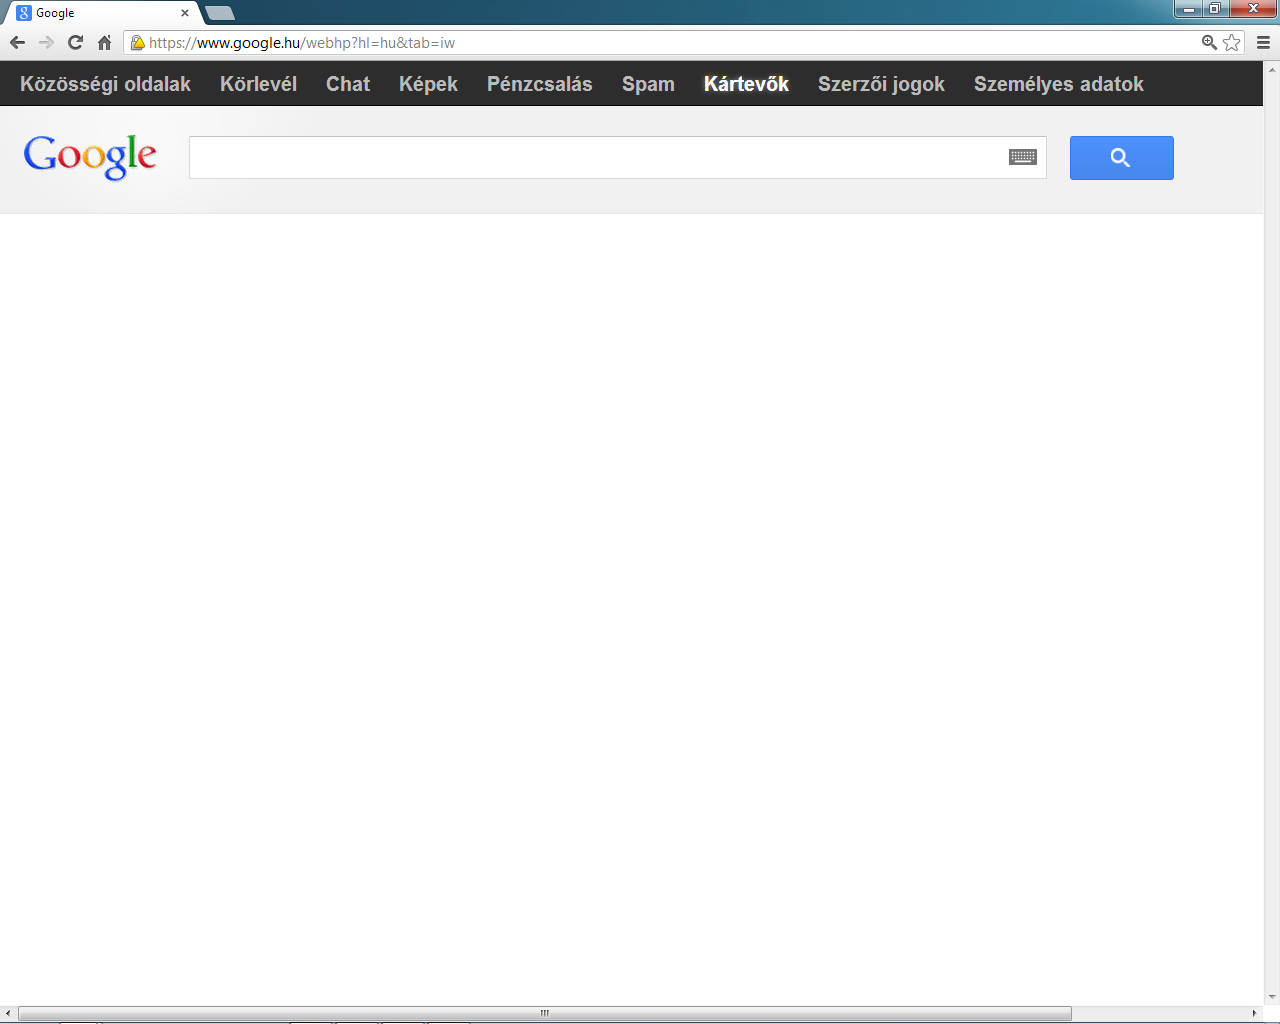 Google
https://www.google.hu/webhp?hl=hu&tab=iw
Közösségi oldalak Körlevél Chat Képek Pénzcsalás Spam Kártevők Szerzői jogok Személyes adatok
Google